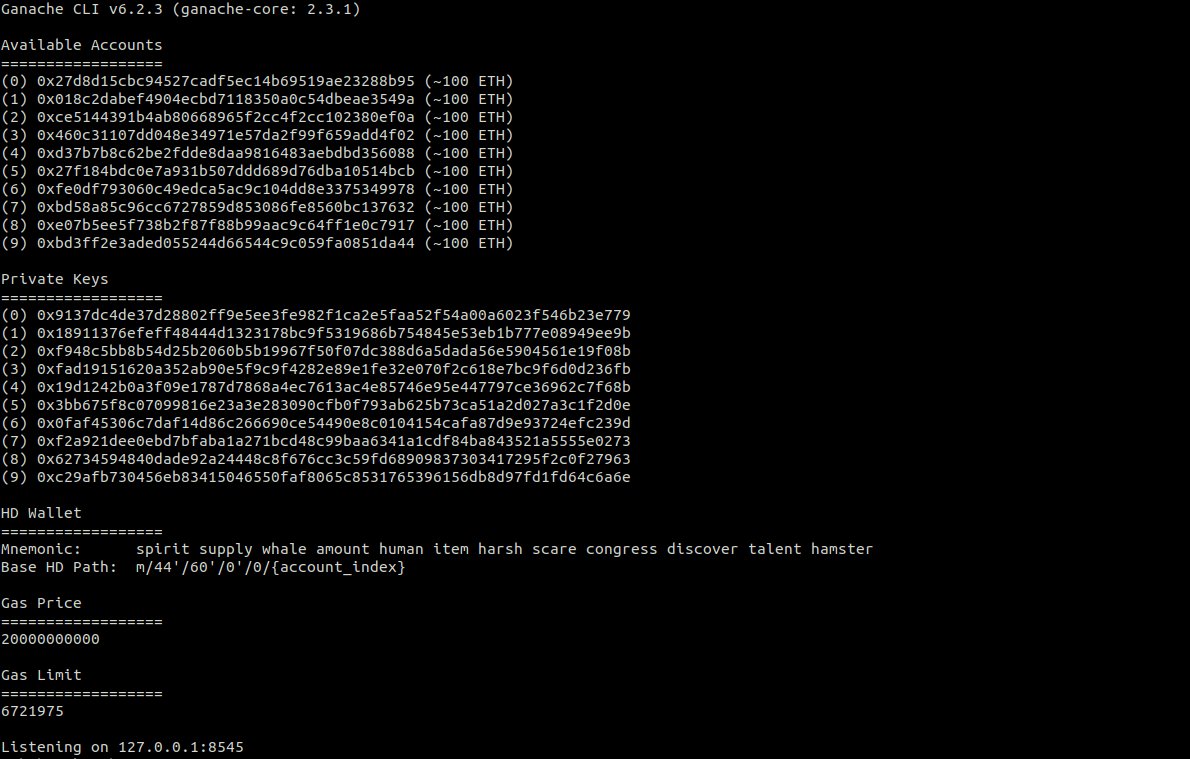 Ganache CLI v6.2.3 (ganache-core: 2.3.1)
Available Accounts
==================
(0) 0x27d8d15cbc94527cadf5ec14b69519ae23288b95 (~100 ETH)
(1) 0x018c2dabef4904ecbd7118350a0c54dbeae3549a (~100 ETH)
(2) 0xce5144391b4ab80668965f2cc4f2cc102380ef0a (~100 ETH)
(3) 0x460c31107dd048e34971e57da2f99f659add4f02 (~100 ETH)
(4) 0xd37b7b8c62be2fdde8daa9816483aebdbd356088 (~100 ETH)
(5) 0x27f184bdc0e7a931b507ddd689d76dba10514bcb (~100 ETH)
(6) 0xfe0df793060c49edca5ac9c104dd8e3375349978 (~100 ETH)
(7) 0xbd58a85c96cc6727859d853086fe8560bc137632 (~100 ETH)
(8) 0xe07b5ee5f738b2f87f88b99aac9c64ff1e0c7917 (~100 ETH)
(9) 0xbd3ff2e3aded055244d66544c9c059fa0851da44 (~100 ETH)
Private Keys
==================
(0) 0x9137dc4de37d28802ff9e5ee3fe982f1ca2e5faa52f54a00a6023f546b23e779
(1) 0x18911376efeff48444d1323178bc9f5319686b754845e53eb1b777e08949ee9b
(2) 0xf948c5bb8b54d25b2060b5b19967f50f07dc388d6a5dada56e5904561e19f08b
(3) 0xfad19151620a352ab90e5f9c9f4282e89e1fe32e070f2c618e7bc9f6d0d236fb
(4) 0x19d1242b0a3f09e1787d7868a4ec7613ac4e85746e95e447797ce36962c7f68b
(5) 0x3bb675f8c07099816e23a3e283090cfb0f793ab625b73ca51a2d027a3c1f2d0e
(6) 0x0faf45306c7daf14d86c266690ce54490e8c0104154cafa87d9e93724efc239d
(7) 0xf2a921dee0ebd7bfaba1a271bcd48c99baa6341a1cdf84ba843521a5555e0273
(8) 0x62734594840dade92a24448c8f676cc3c59fd68909837303417295f2c0f27963
(9) 0xc29afb730456eb83415046550faf8065c8531765396156db8d97fd1fd64c6a6e
HD Wallet
==================
Mnemonic:      spirit supply whale amount human item harsh scare congress discover talent hamster
Base HD Path:  m/44'/60'/0'/0/{account_index}
Gas Price
==================
20000000000
Gas Limit
==================
6721975
Listening on 127.0.0.1:8545